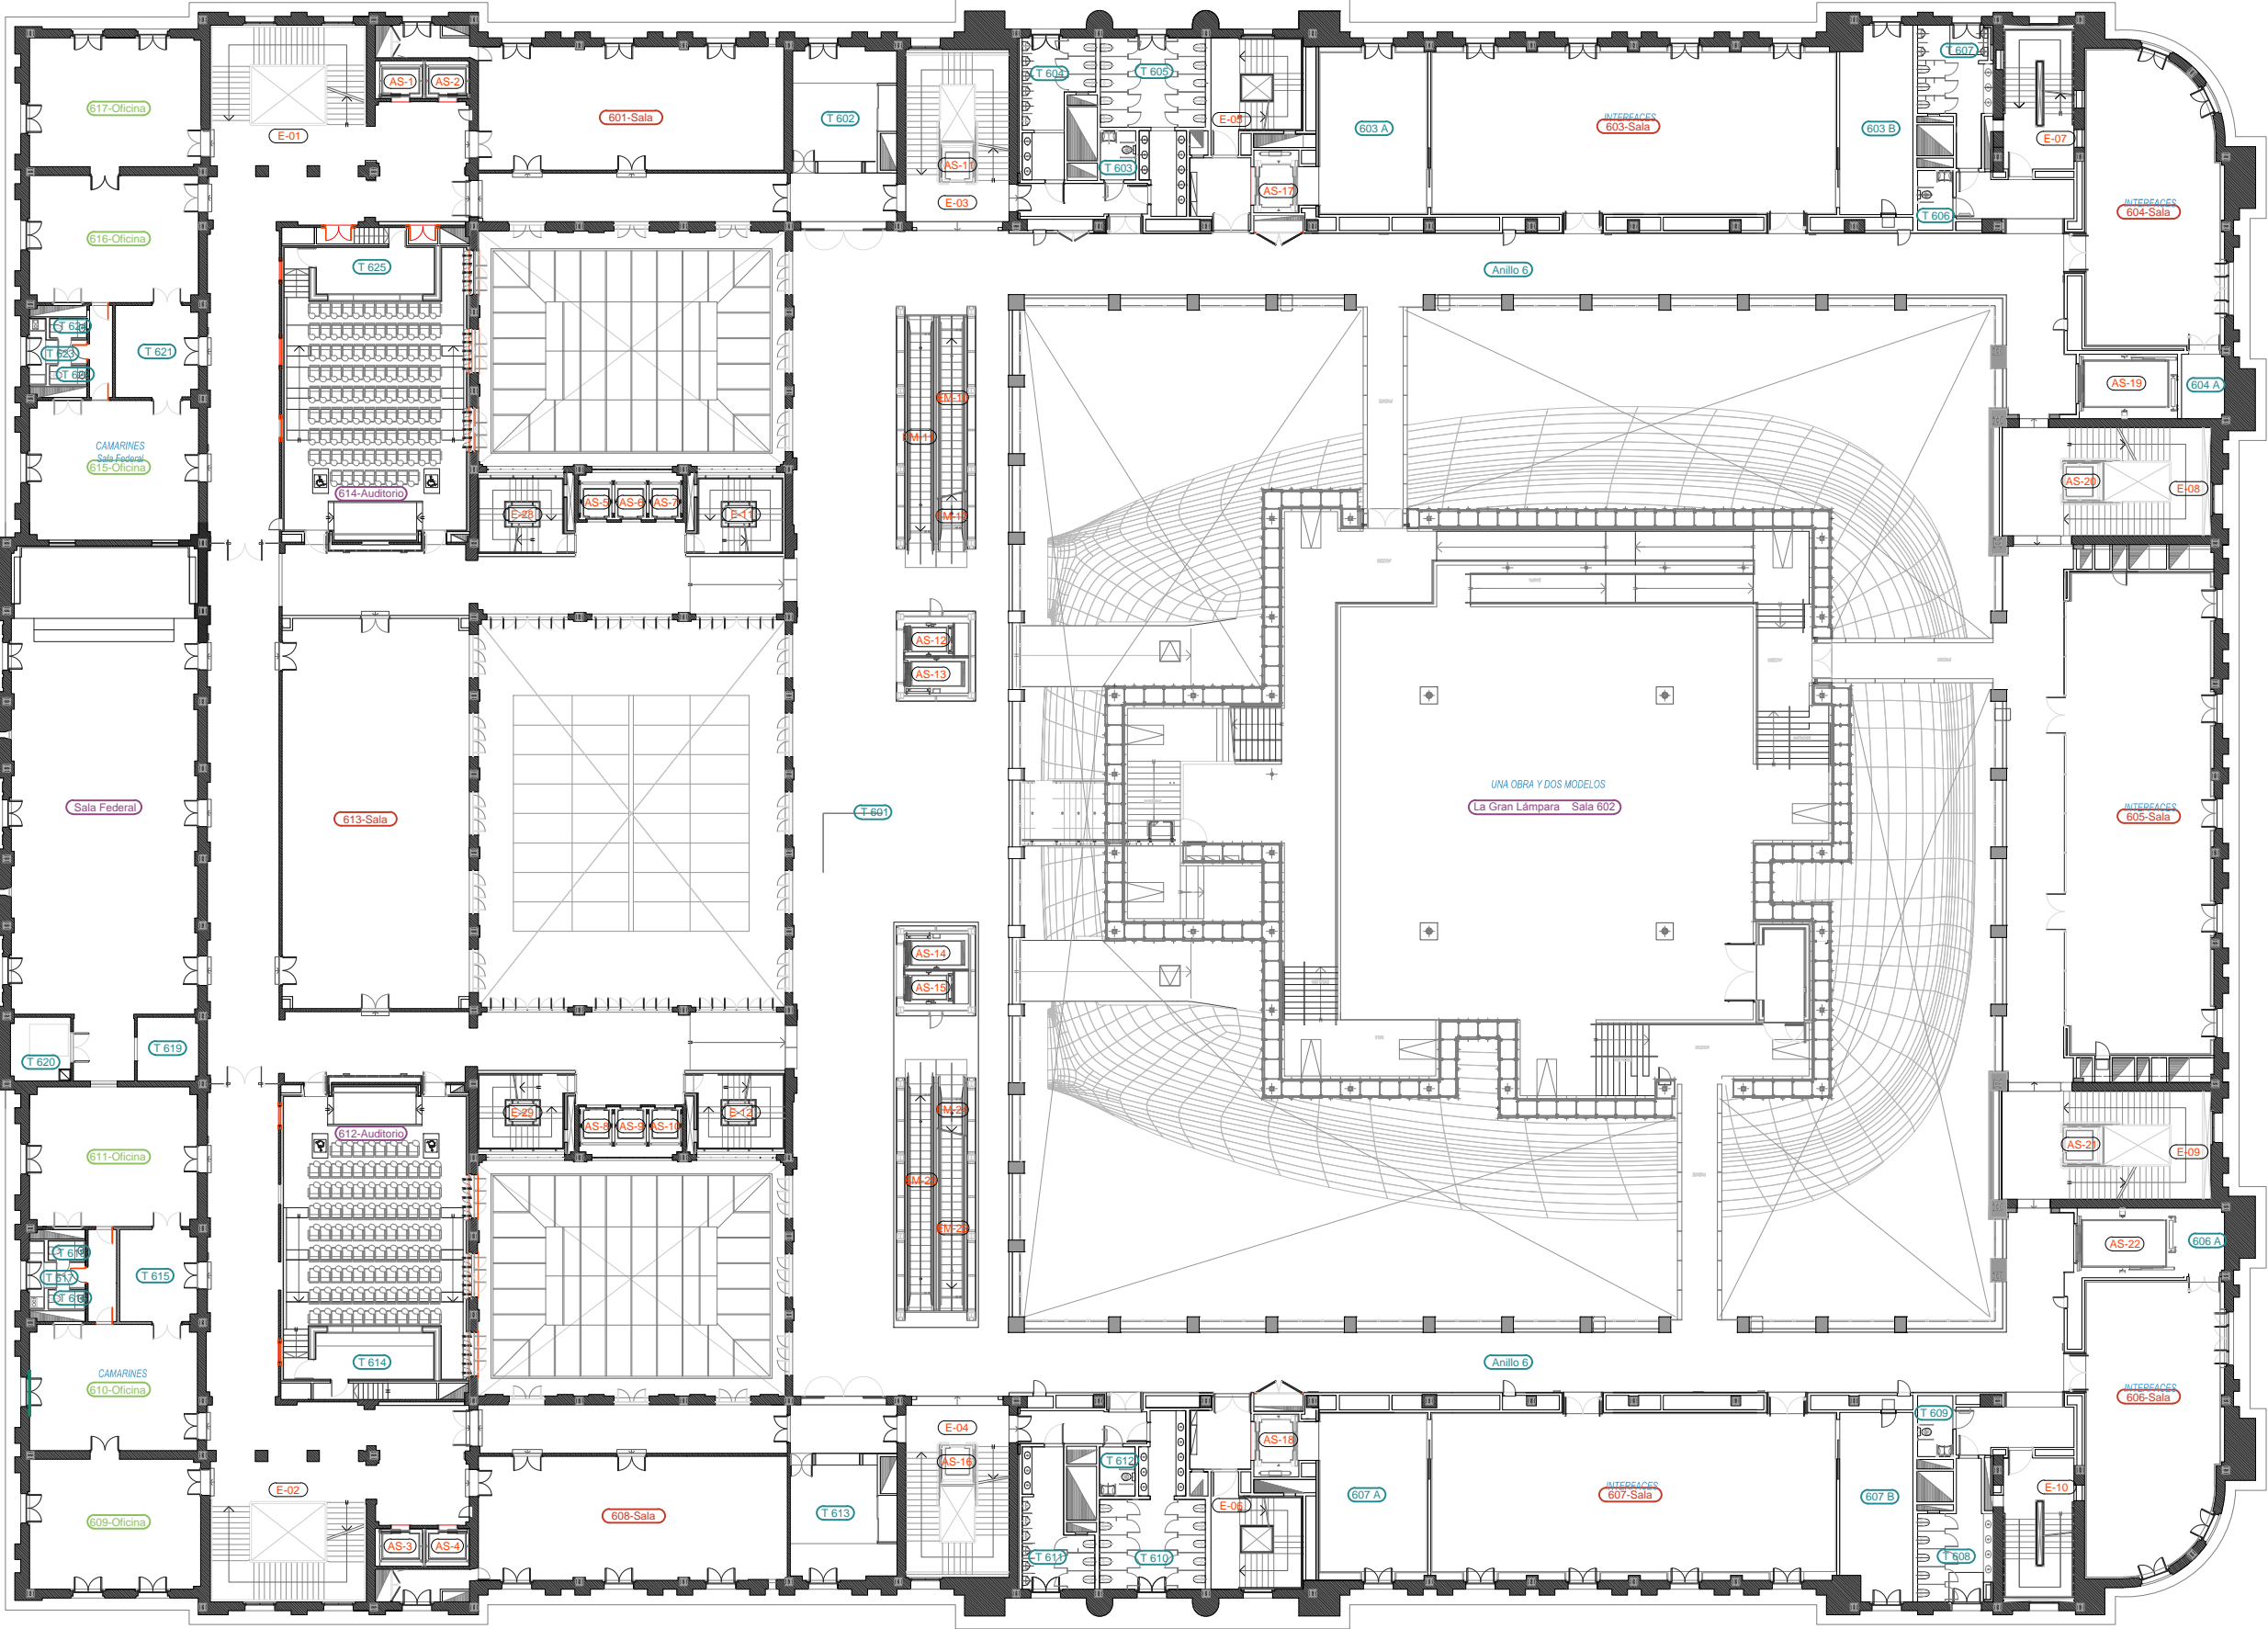 T 607
AS-1
AS-2
T 604
T 605
617-Oficina
601-Sala
T 602
E-05
603 A
INTERFACES
603-Sala
603 B
E-01
E-07
AS-11
T 603
AS-17
E-03
INTERFACES
604-Sala
T 606
616-Oficina
T 625
Anillo 6
T 623
T 621
AS-19
604 A
CAMARINES
Sala Federal
615-Oficina
614-Auditorio
AS-5
AS-6
AS-7
AS-20
E-08
E-28
E-11
AS-12
AS-13
UNA OBRA Y DOS MODELOS
La Gran Lámpara Sala 602
Sala Federal
613-Sala
T 601
INTERFACES
605-Sala
AS-14
AS-15
T 620
T 619
E-29
E-12
AS-8
AS-9
AS-10
612-Auditorio
611-Oficina
AS-21
E-09
T 617
T 615
AS-22
606 A
T 614
Anillo 6
CAMARINES
610-Oficina
INTERFACES
606-Sala
T 609
E-04
AS-18
AS-16
T 612
E-02
INTERFACES
607-Sala
607 A
607 B
E-10
E-06
609-Oficina
608-Sala
T 613
AS-3
AS-4
T 611
T 610
T 608